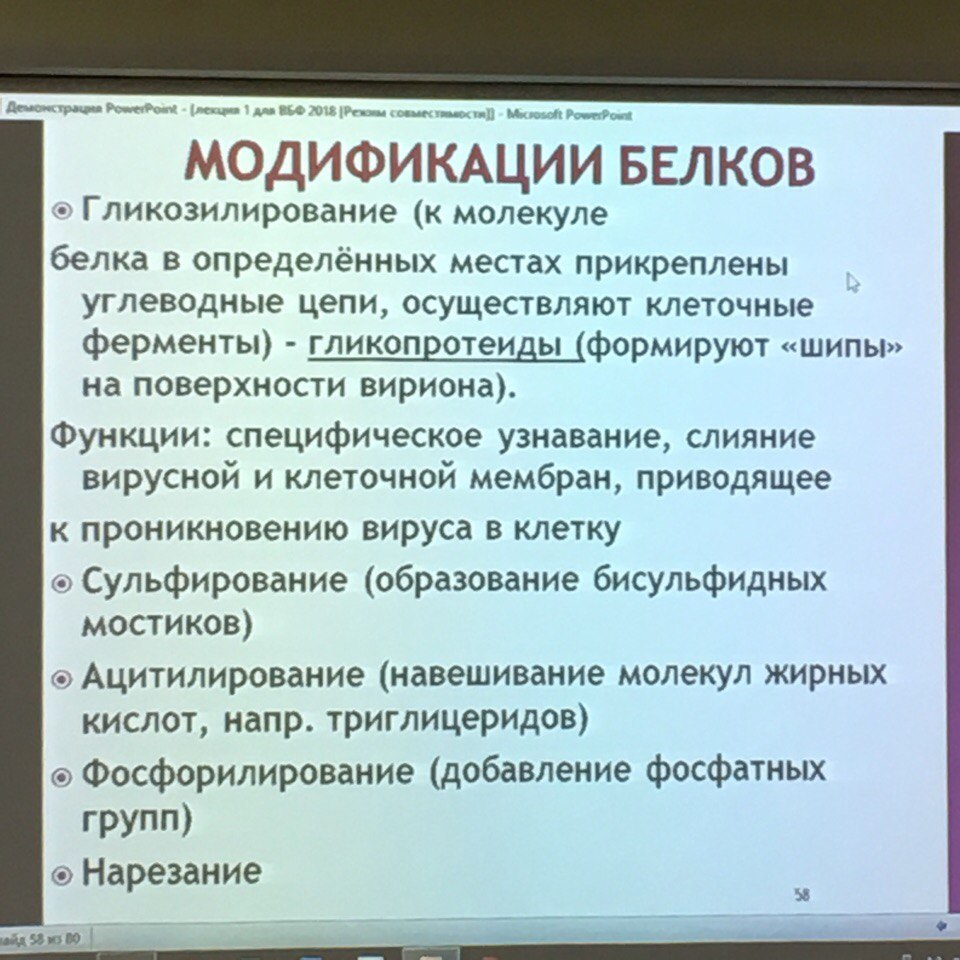 Демонстрация PowerPoint - [лекция 1 для ВБФ 2018 [Режим совместимости]] - Microsoft PowerPoint
МОДИФИКАЦИИ БЕЛКОВ
Гликозилирование (к молекуле
белка в определённых местах прикреплены
углеводные цепи, осуществляют клеточные
ферменты) - гликопротеиды (формируют «шипы»
на поверхности вириона).
Функции: специфическое узнавание, слияние
вирусной и клеточной мембран, приводящее
к проникновению вируса в клетку
Сульфирование (образование бисульфидных
мостиков)
Ацитилирование (навешивание молекул жирных
кислот, напр. триглицеридов)
Фосфорилирование (добавление фосфатных
групп)
Нарезание
58
айд 58 из 80